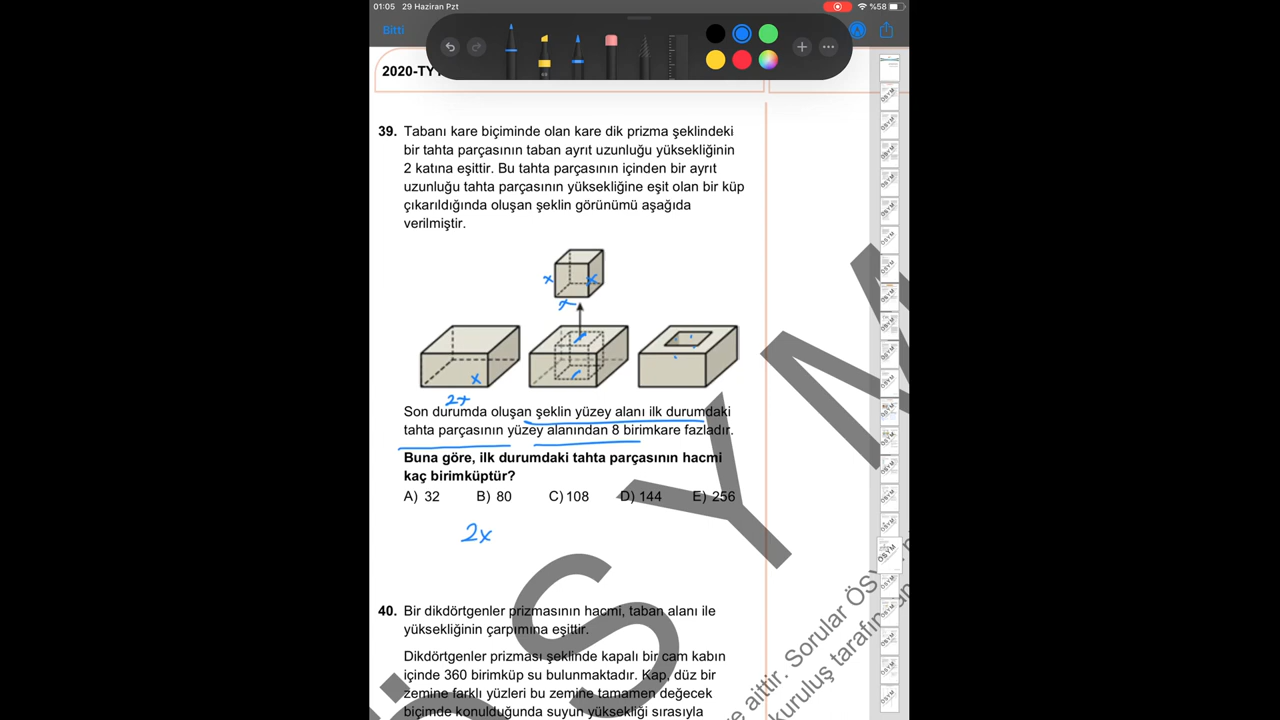 01:05 29 Haziran Pzt %58
Bitti
2020-TYT
39. Tabanı kare biçiminde olan kare dik prizma şeklindeki
bir tahta parçasının taban ayrıt uzunluğu yüksekliğinin
2 katına eşittir. Bu tahta parçasının içinden bir ayrıt
uzunluğu tahta parçasının yüksekliğine eşit olan bir küp
çıkarıldığında oluşan şeklin görünümü aşağıda
verilmiştir.
x x
x
x
2x
Son durumda oluşan şeklin yüzey alanı ilk durumdaki
tahta parçasının yüzey alanından 8 birimkare fazladır.
Buna göre, ilk durumdaki tahta parçasının hacmi
kaç birimküptür?
A) 32 B) 80 C) 108 D) 144 E) 256
2x
40. Bir dikdörtgenler prizmasının hacmi, taban alanı ile
yüksekliğinin çarpımına eşittir.
Dikdörtgenler prizması şeklinde kapalı bir cam kabın
içinde 360 birimküp su bulunmaktadır. Kap, düz bir
zemine farklı yüzleri bu zemine tamamen değecek
biçimde konulduğunda suyun yüksekliği sırasıyla
ÖSYM
aittir. Sorular ÖSY
kuruluş tarafın